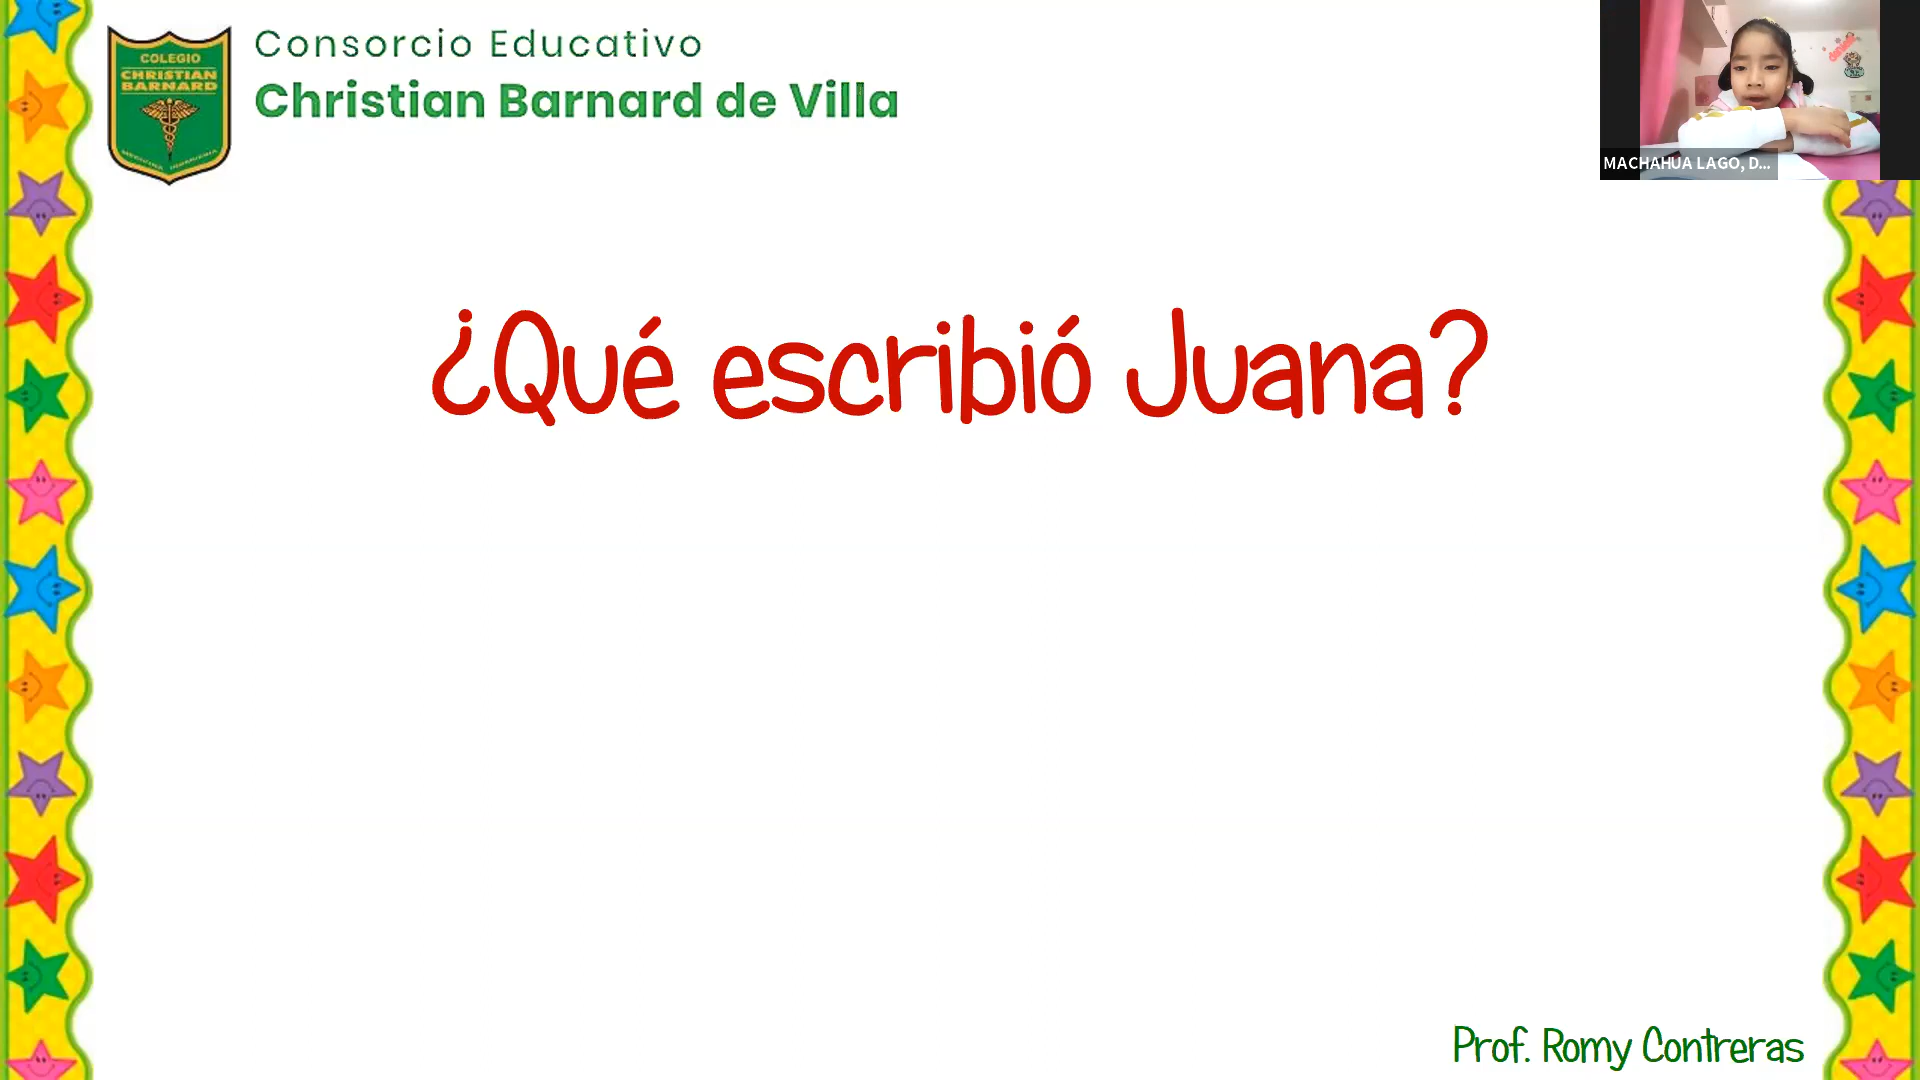 Consorcio Educativo
Christian Barnard de Villa
COLEGIO
CHRISTIAN
BARNARD
MACHAHUA LAGO, D...
¿Qué escribió Juana?
Prof. Romy Contreras